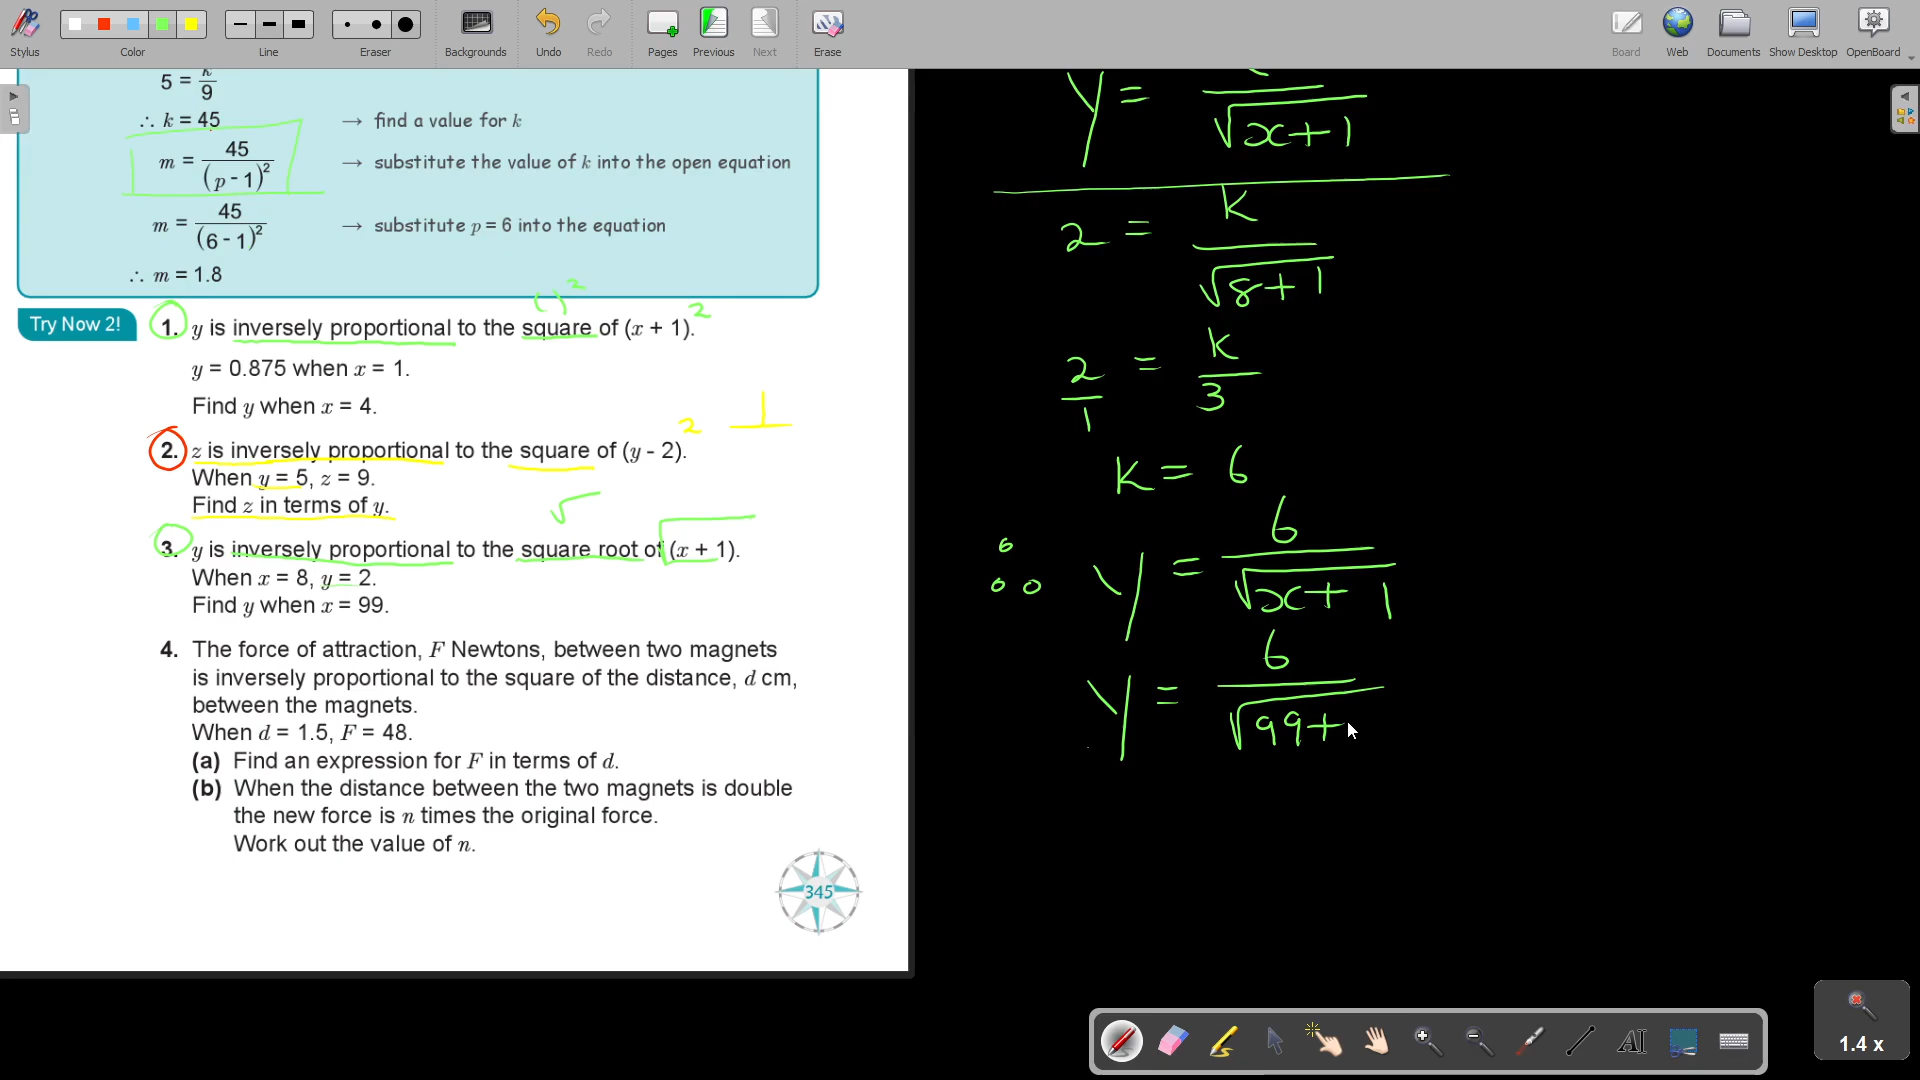 Stylus
Color
Line
Eraser
Backgrounds
Undo
Redo
Pages
Previous
Next
Erase
Board
Web
Documents
Show Desktop
OpenBoard
5 = k/9
∴ k = 45 → find a value for k
m = 45/(p - 1)² → substitute the value of k into the open equation
m = 45/(6 - 1)² → substitute p = 6 into the equation
∴ m = 1.8
Try Now 2!
( )²
1. y is inversely proportional to the square of (x + 1).²
y = 0.875 when x = 1.
Find y when x = 4.
2 1
2. z is inversely proportional to the square of (y - 2).
When y = 5, z = 9.
Find z in terms of y.
√
3. y is inversely proportional to the square root of (x + 1).
When x = 8, y = 2.
Find y when x = 99.
4. The force of attraction, F Newtons, between two magnets
is inversely proportional to the square of the distance, d cm,
between the magnets.
When d = 1.5, F = 48.
(a) Find an expression for F in terms of d.
(b) When the distance between the two magnets is double
the new force is n times the original force.
Work out the value of n.
345
y = /√x+1
2 = k/√8+1
2/1 = k/3
k = 6
∴ y = 6/√x+1
y = 6/√99+
AI
1.4 x